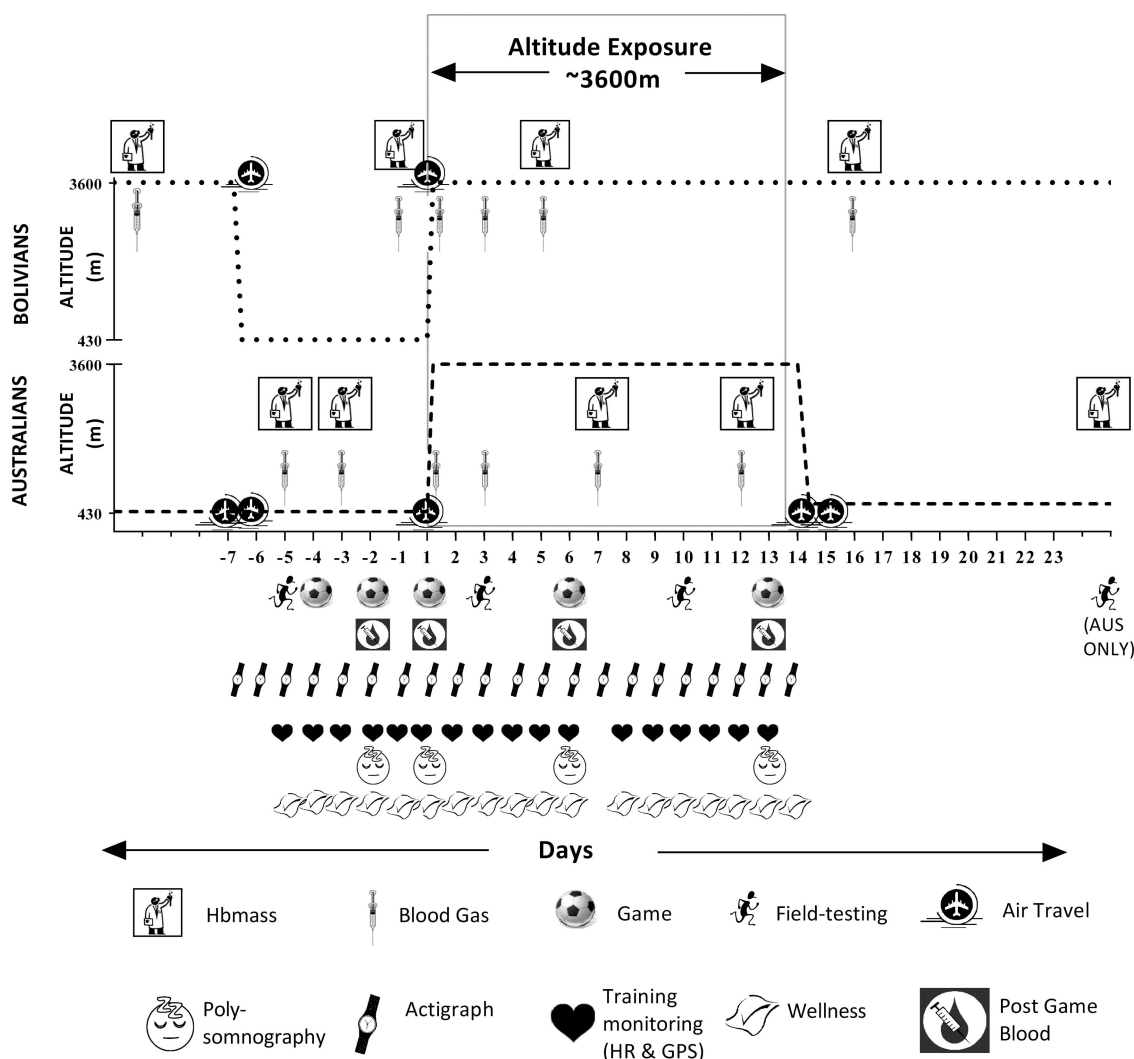 Altitude Exposure
~3600m
BOLIVIANS
ALTITUDE
(m)
3600
430
AUSTRALIANS
ALTITUDE
(m)
3600
430
-7 -6 -5 -4 -3 -2 -1 1 2 3 4 5 6 7 8 9 10 11 12 13 14 15 16 17 18 19 20 21 22 23
(AUS
ONLY)
Days
Hbmass
Blood Gas
Game
Field-testing
Air Travel
Poly-
somnography
Actigraph
Training
monitoring
(HR & GPS)
Wellness
Post Game
Blood